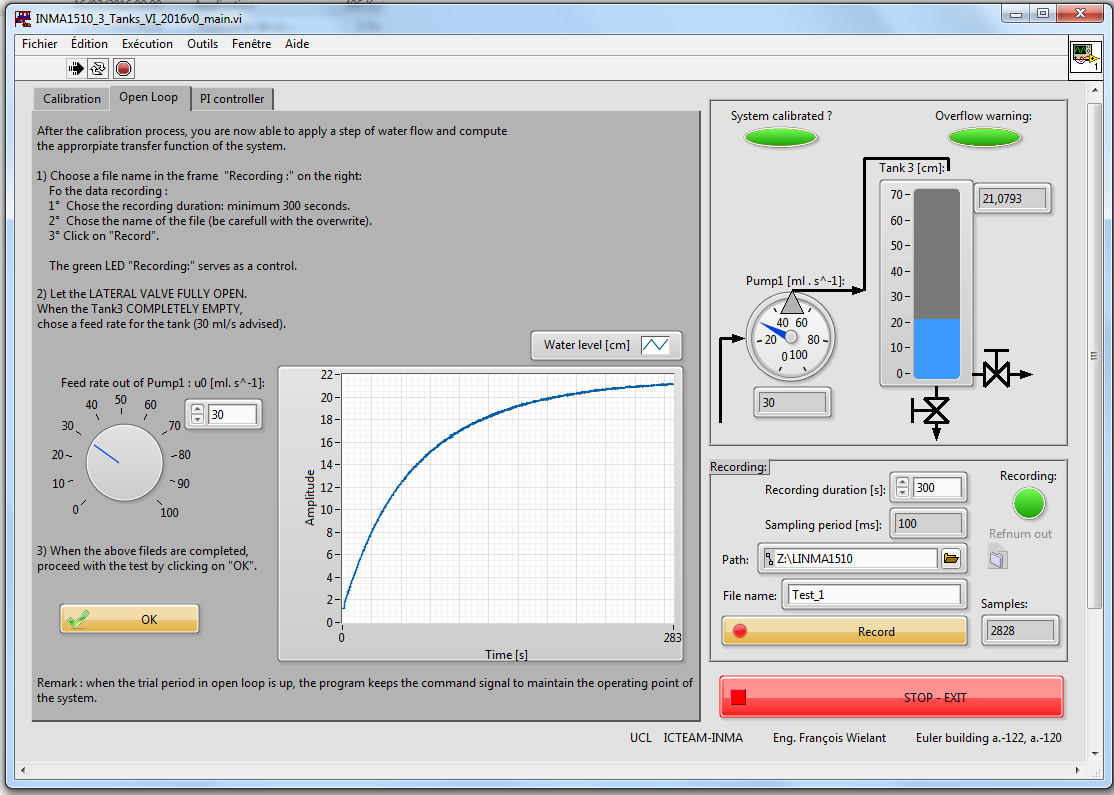 INMA1510_3_Tanks_VI_2016v0_main.vi
Fichier Édition Exécution Outils Fenêtre Aide
1
Calibration Open Loop PI controller
After the calibration process, you are now able to apply a step of water flow and compute
the approrpiate transfer function of the system.
1) Choose a file name in the frame "Recording :" on the right:
Fo the data recording :
1° Chose the recording duration: minimum 300 seconds.
2° Chose the name of the file (be carefull with the overwrite).
3° Click on "Record".
The green LED "Recording:" serves as a control.
2) Let the LATERAL VALVE FULLY OPEN.
When the Tank3 COMPLETELY EMPTY,
chose a feed rate for the tank (30 ml/s advised).
Water level [cm]
Feed rate out of Pump1 : u0 [ml. s^-1]:
30
0
10
20
30
40
50
60
70
80
90
100
3) When the above fileds are completed,
proceed with the test by clicking on "OK".
OK
Amplitude
22
20
18
16
14
12
10
8
6
4
2
0
0 283
Time [s]
Remark : when the trial period in open loop is up, the program keeps the command signal to maintain the operating point of
the system.
System calibrated ? Overflow warning:
Tank 3 [cm]:
21,0793
70
60
50
40
30
20
10
0
Pump1 [ml . s^-1]:
40 60
20 80
0 100
30
Recording:
Recording duration [s]: 300
Sampling period [ms]: 100
Recording:
Refnum out
Path: Z:\LINMA1510
File name: Test_1
Samples:
2828
Record
STOP - EXIT
UCL ICTEAM-INMA Eng. François Wielant Euler building a.-122, a.-120